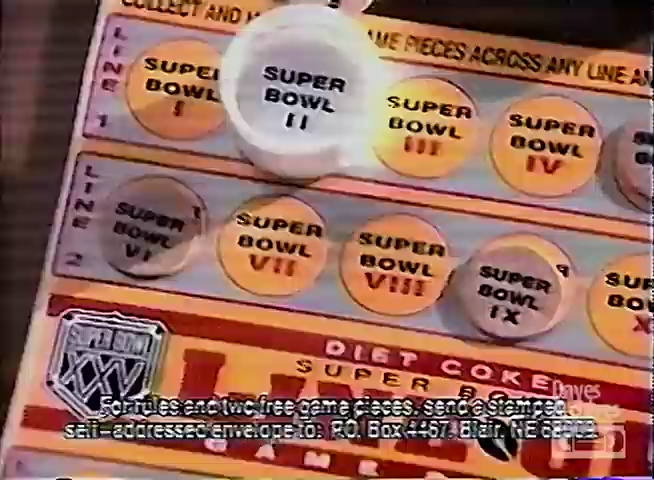 COLLECT AND
GAME PIECES ACROSS ANY LINE AN
LINE 1
SUPER BOWL I
SUPER BOWL II
SUPER BOWL III
SUPER BOWL IV
LINE 2
SUPER BOWL VI
SUPER BOWL VII
SUPER BOWL VIII
SUPER BOWL IX
SUPER BOWL XXV
DIET COKE
SUPER B
GAME
For rules and two free game pieces, send a stamped
self-addressed envelope to: P.O. Box 4467, Blair, NE
Daves